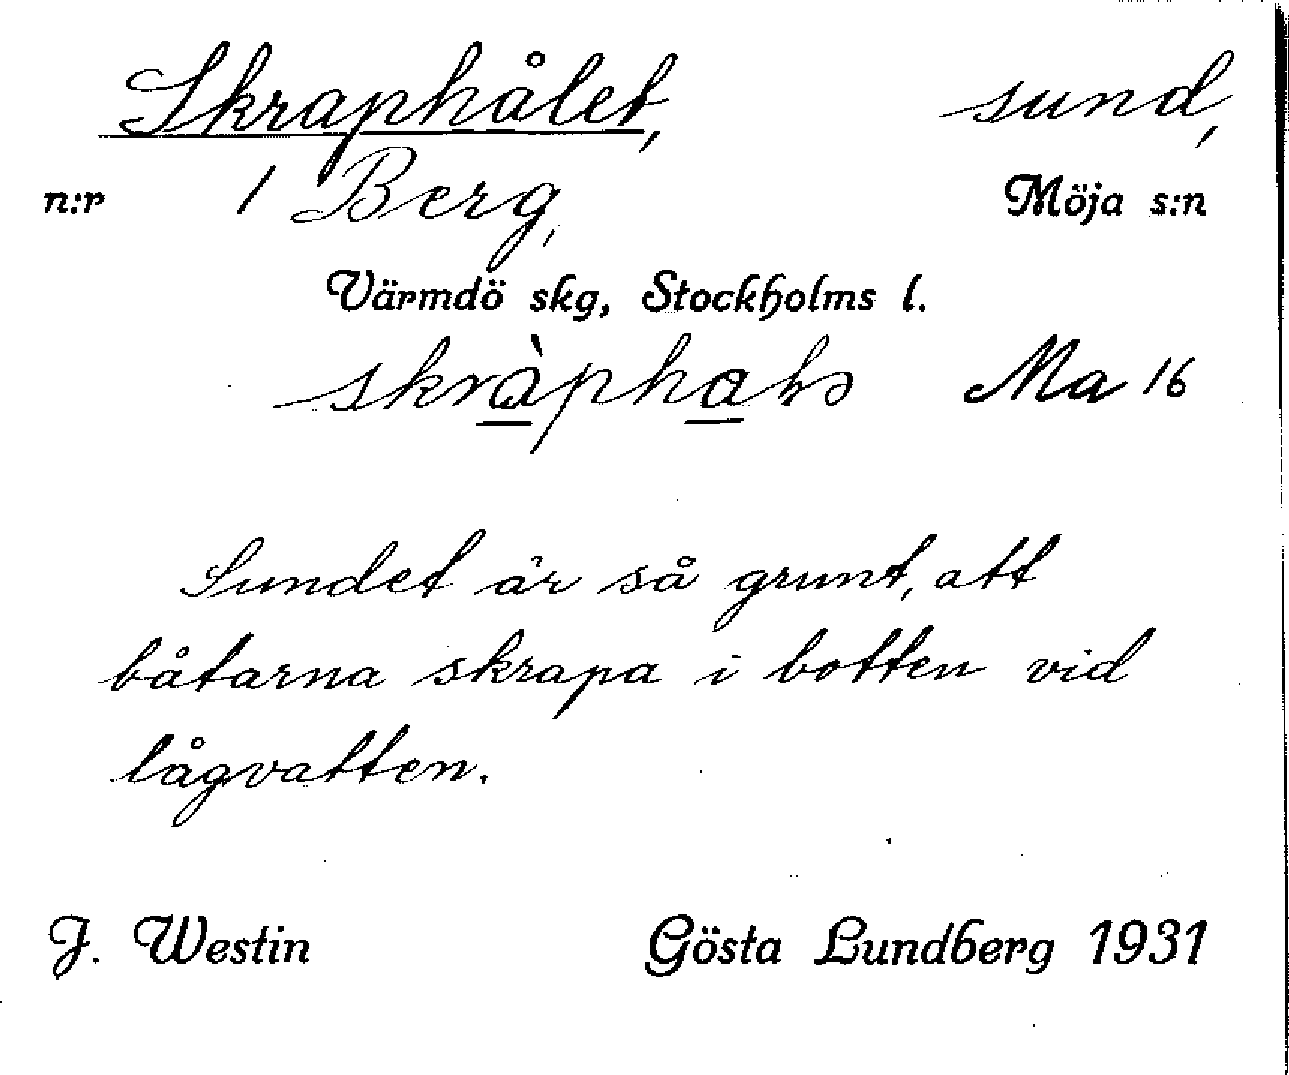 Skraphålet, sund,
n:r 1 Berg, Möja s:n
Värmdö skg, Stockholms l.
Ma 16
Sundet är så grunt, att
båtarna skrapa i botten vid
lågvatten.
J. Westin Gösta Lundberg 1931